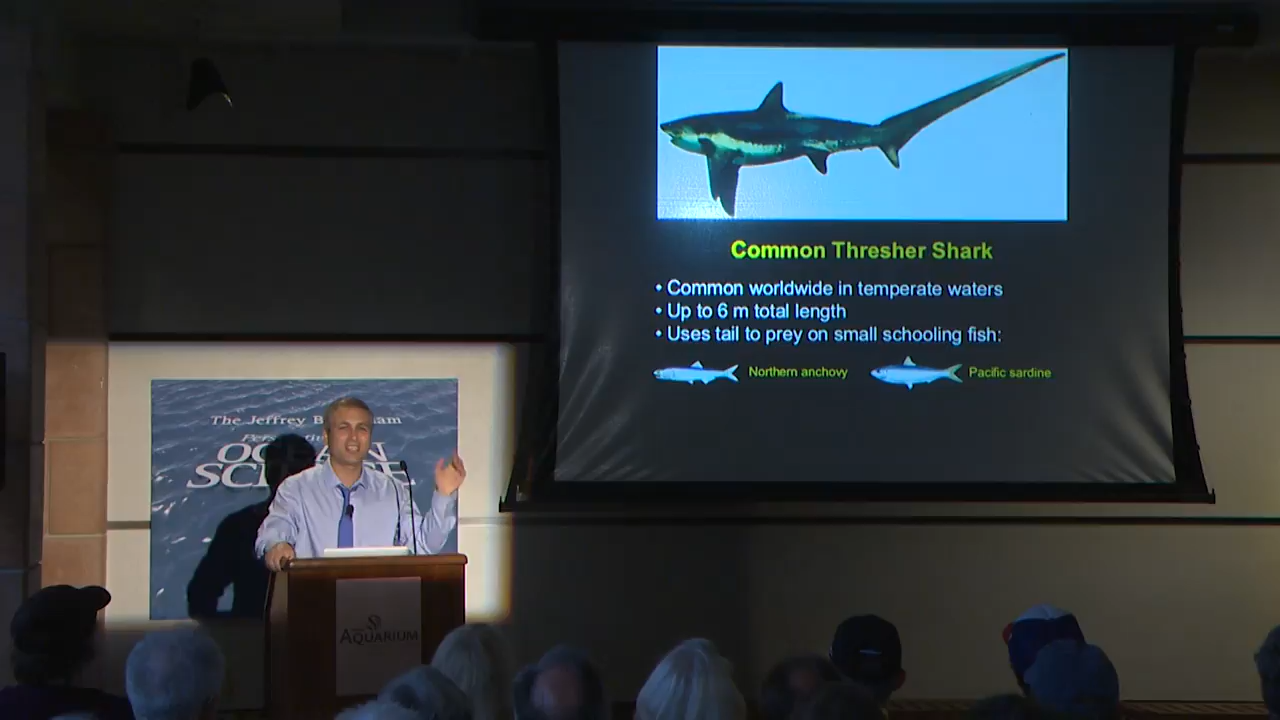 Common Thresher Shark
• Common worldwide in temperate waters
• Up to 6 m total length
• Uses tail to prey on small schooling fish:
Northern anchovy
Pacific sardine
The Jeffrey
OCEAN
SCIENCE
AQUARIUM